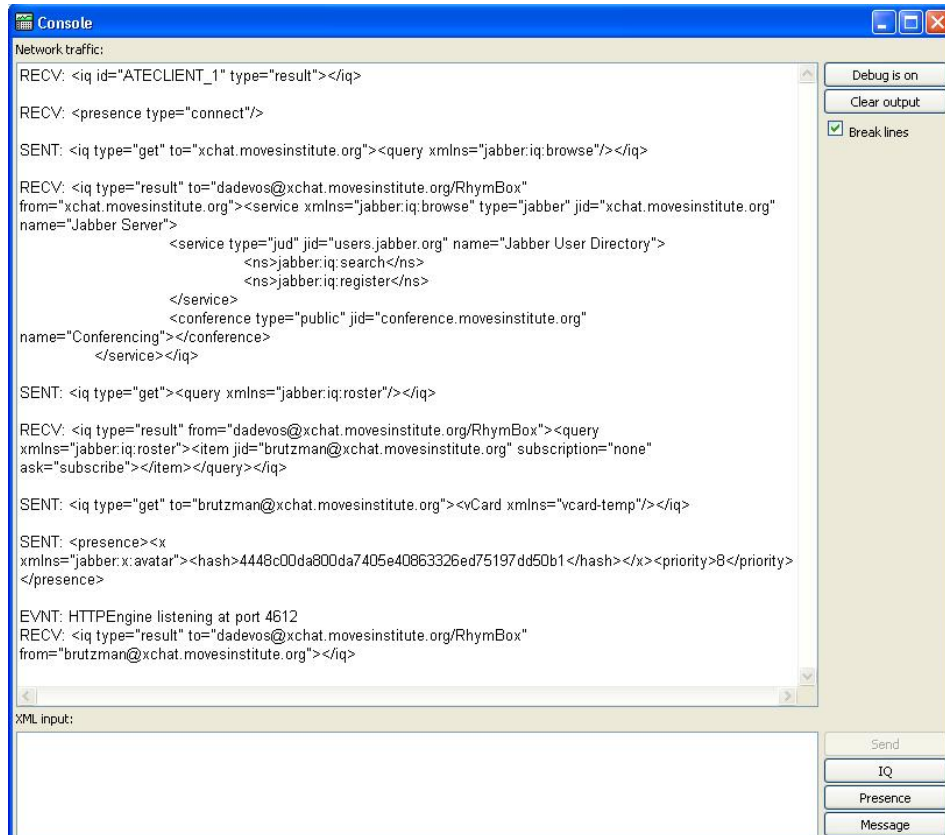 Console
Network traffic:
RECV: <iq id="ATECLIENT_1" type="result"></iq>
RECV: <presence type="connect"/>
SENT: <iq type="get" to="xchat.movesinstitute.org"><query xmlns="jabber:iq:browse"/></iq>
RECV: <iq type="result" to="dadevos@xchat.movesinstitute.org/RhymBox"
from="xchat.movesinstitute.org"><service xmlns="jabber:iq:browse" type="jabber" jid="xchat.movesinstitute.org"
name="Jabber Server">
<service type="jud" jid="users.jabber.org" name="Jabber User Directory">
<ns>jabber:iq:search</ns>
<ns>jabber:iq:register</ns>
</service>
<conference type="public" jid="conference.movesinstitute.org"
name="Conferencing"></conference>
</service></iq>
SENT: <iq type="get"><query xmlns="jabber:iq:roster"/></iq>
RECV: <iq type="result" from="dadevos@xchat.movesinstitute.org/RhymBox"><query
xmlns="jabber:iq:roster"><item jid="brutzman@xchat.movesinstitute.org" subscription="none"
ask="subscribe"></item></query></iq>
SENT: <iq type="get" to="brutzman@xchat.movesinstitute.org"><vCard xmlns="vcard-temp"/></iq>
SENT: <presence><x
xmlns="jabber:x:avatar"><hash>4448c00da800da7405e40863326ed75197dd50b1</hash></x><priority>8</priority>
</presence>
EVNT: HTTPEngine listening at port 4612
RECV: <iq type="result" to="dadevos@xchat.movesinstitute.org/RhymBox"
from="brutzman@xchat.movesinstitute.org"></iq>
Debug is on
Clear output
Break lines
XML input:
Send
IQ
Presence
Message